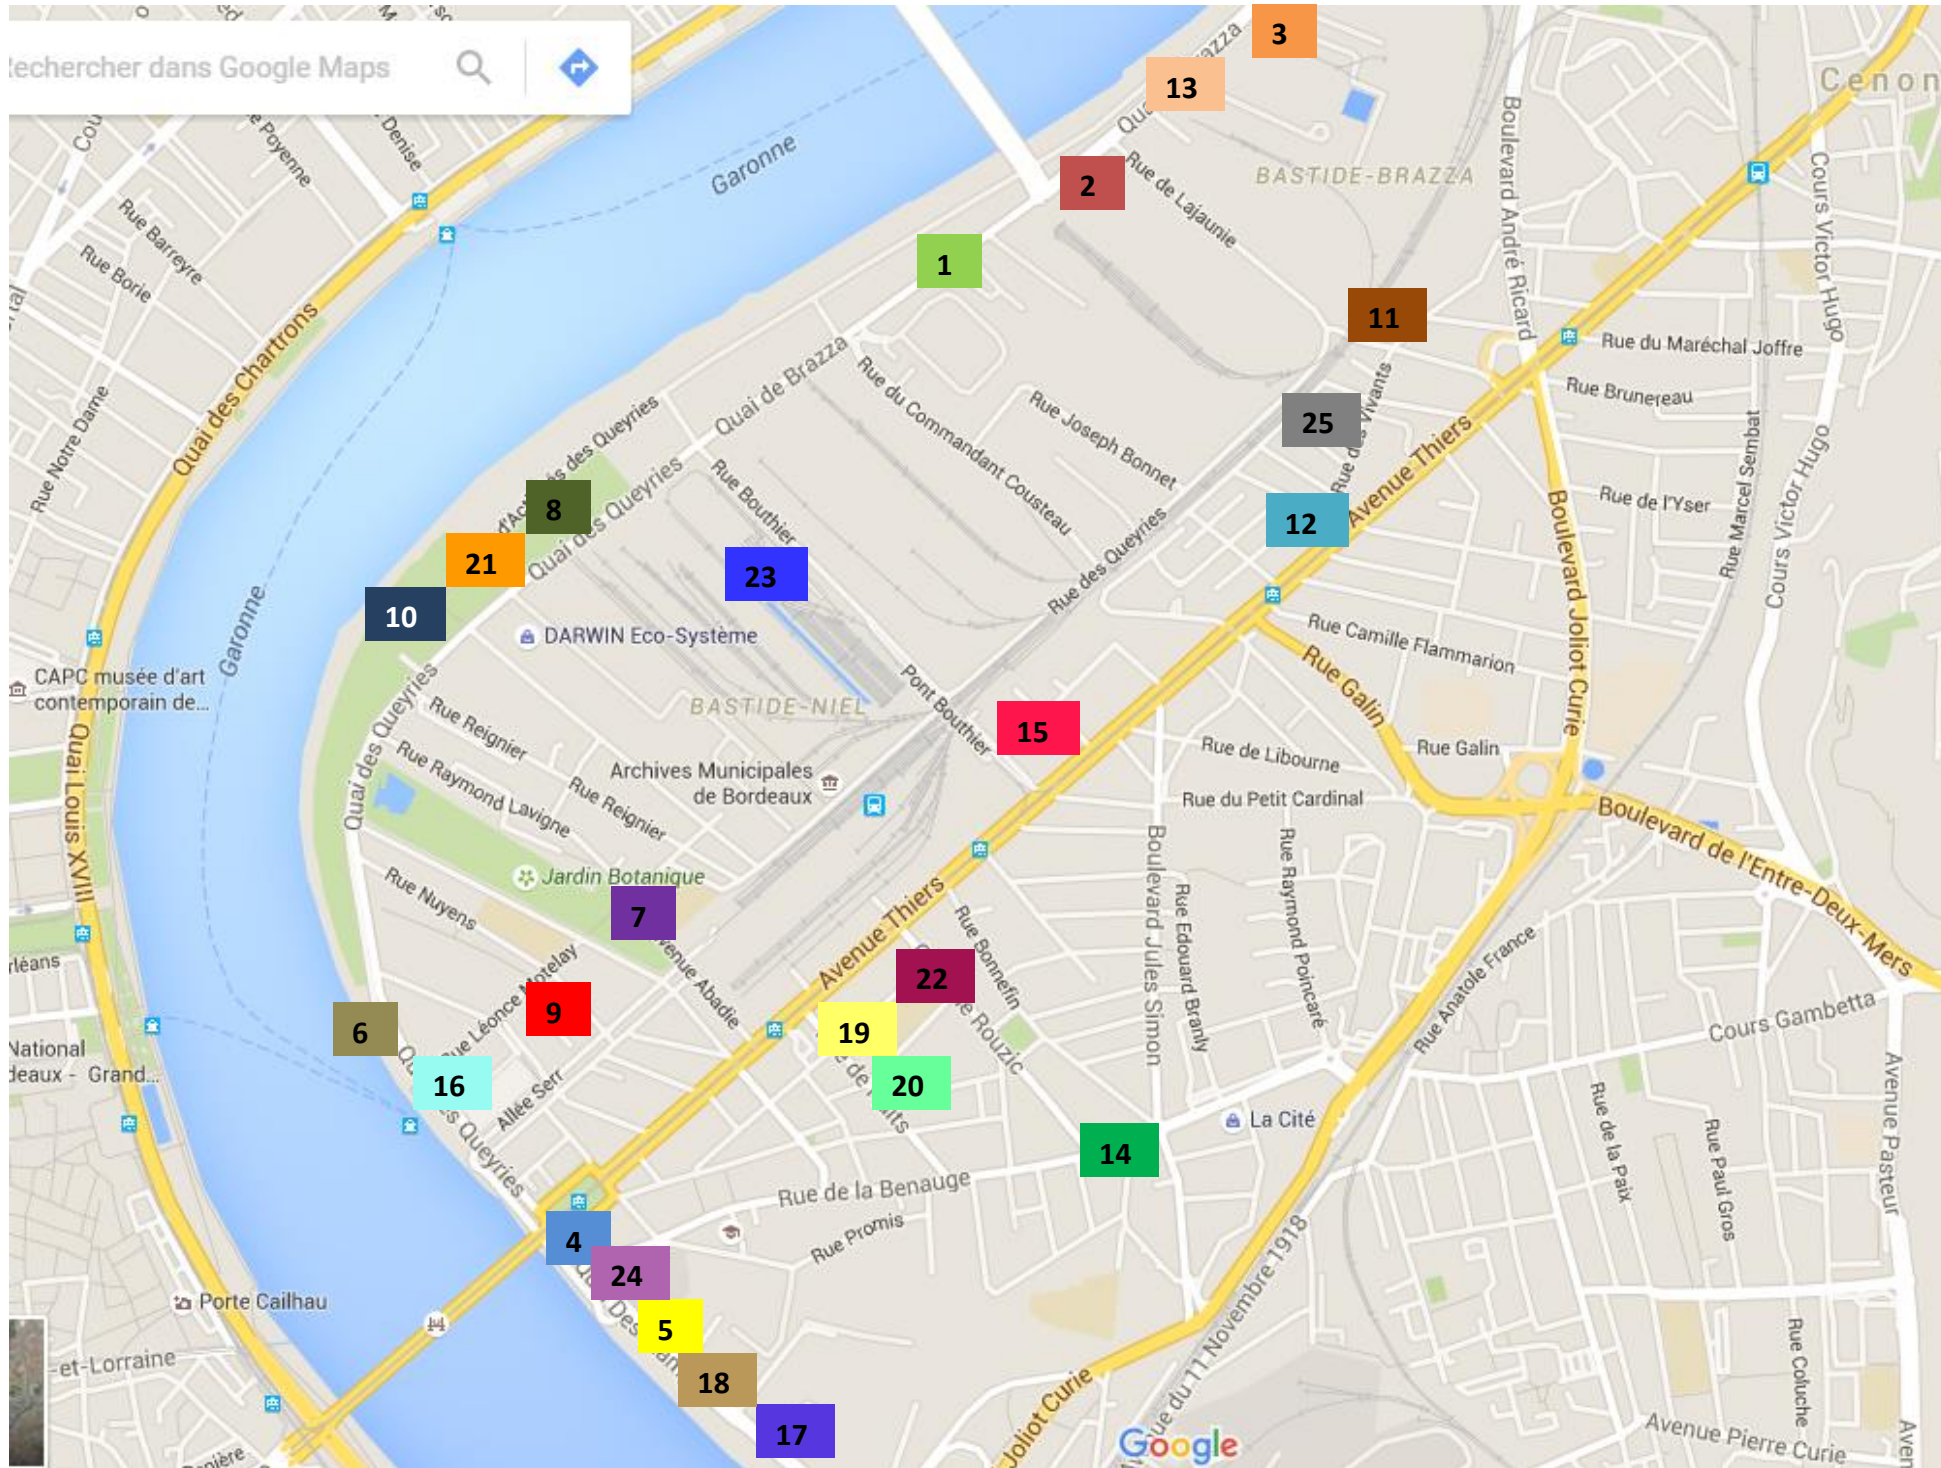 Rechercher dans Google Maps
3
13
2
1
11
25
12
8
21
10
23
15
7
9
6
16
22
19
20
14
4
24
5
18
17
Cenon
Garonne
Rue de Lajaunie
BASTIDE-BRAZZA
Boulevard André Ricard
Cours Victor Hugo
Rue Barreyre
Rue Borie
Quai des Chartrons
Rue Notre Dame
Quai de Brazza
Rue du Maréchal Joffre
Rue Brunereau
Rue Marcel Sembat
Rue du Commandant Cousteau
Rue Joseph Bonnet
Avenue Thiers
Rue de l'Yser
Cours Victor Hugo
Boulevard Joliot Curie
Quai des Queyries
Rue Bouthier
Rue des Queyries
Garonne
DARWIN Eco-Système
Rue Camille Flammarion
CAPC musée d'art
contemporain de...
BASTIDE-NIEL
Pont Bouthier
Rue Galin
Quai des Queyries
Rue Reignier
Rue Raymond Lavigne
Rue Reignier
Archives Municipales
de Bordeaux
Rue de Libourne
Rue Galin
Rue du Petit Cardinal
Boulevard de l'Entre-Deux-Mers
Quai Louis XVIII
Jardin Botanique
Rue Nuyens
Boulevard Jules Simon
Rue Edouard Branly
Rue Raymond Poincaré
Avenue Thiers
Rue Bonnefin
Rue Anatole France
Cours Gambetta
National
Grand...
Allée Serr
La Cité
Rue de la Paix
Rue Paul Gros
Avenue Pasteur
Rue de la Benauge
Rue Promis
Porte Cailhau
-et-Lorraine
Rue du 11 Novembre 1918
Joliot Curie
Rue Coluche
Avenue Pierre Curie
Google